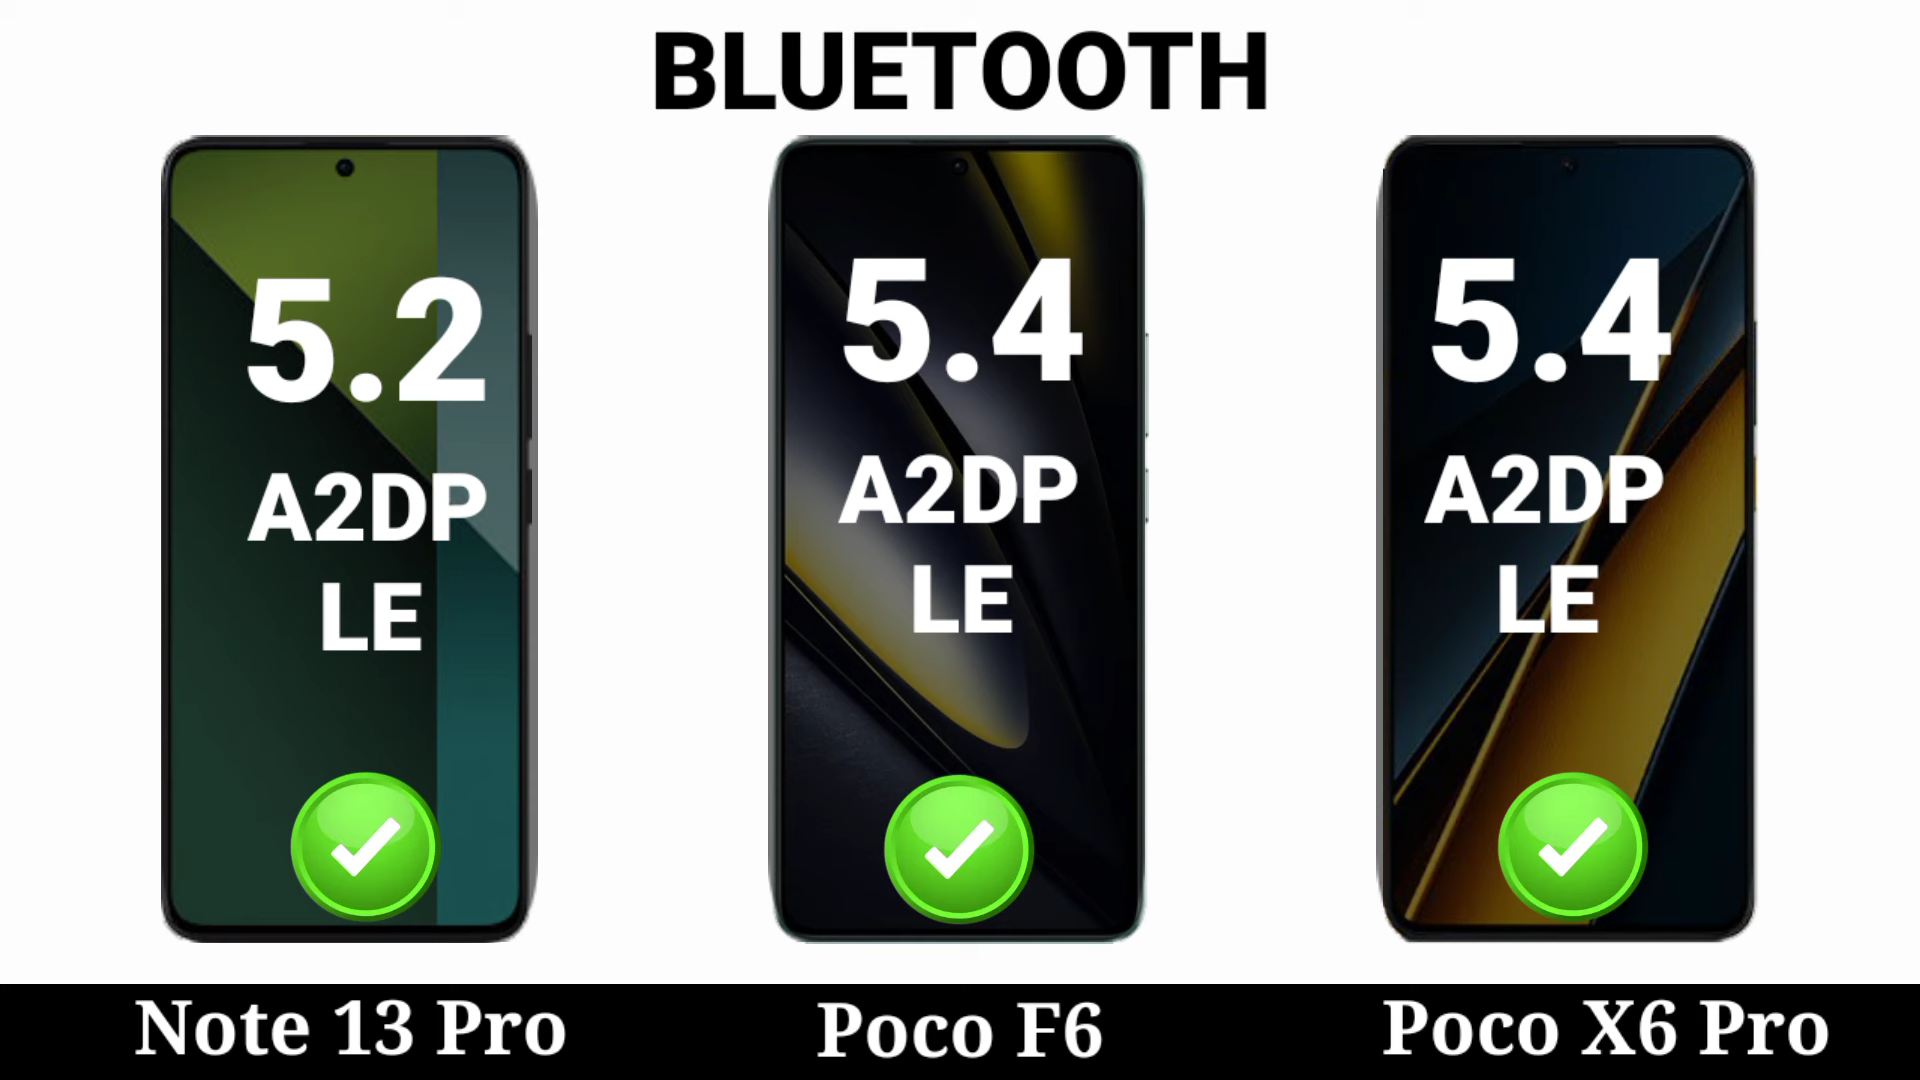 BLUETOOTH
5.2
A2DP
LE
5.4
A2DP
LE
5.4
A2DP
LE
Note 13 Pro
Poco F6
Poco X6 Pro